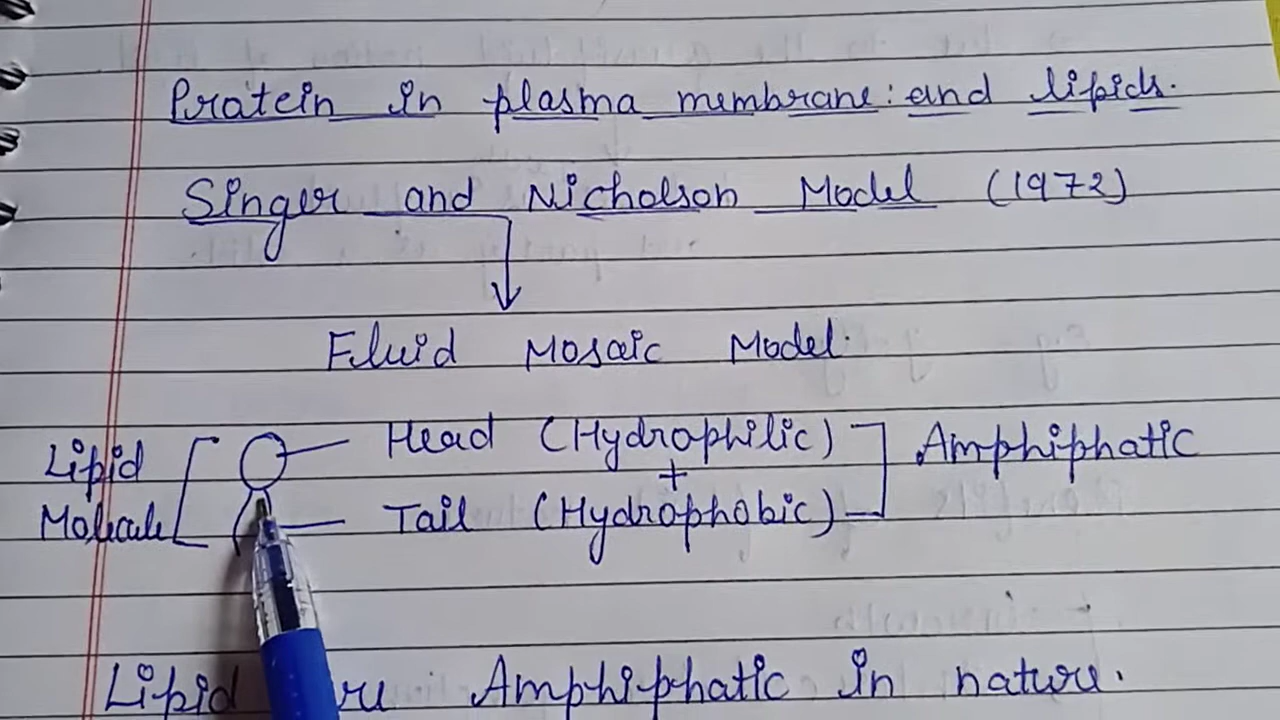 Protein in plasma membrane: and lipids.
Singer and Nicholson Model (1972)
Fluid Mosaic Model.
Lipid Molicule
Head (Hydrophilic)
+
Tail (Hydrophobic)
Amphiphatic
Lipid Amphiphatic in nature.